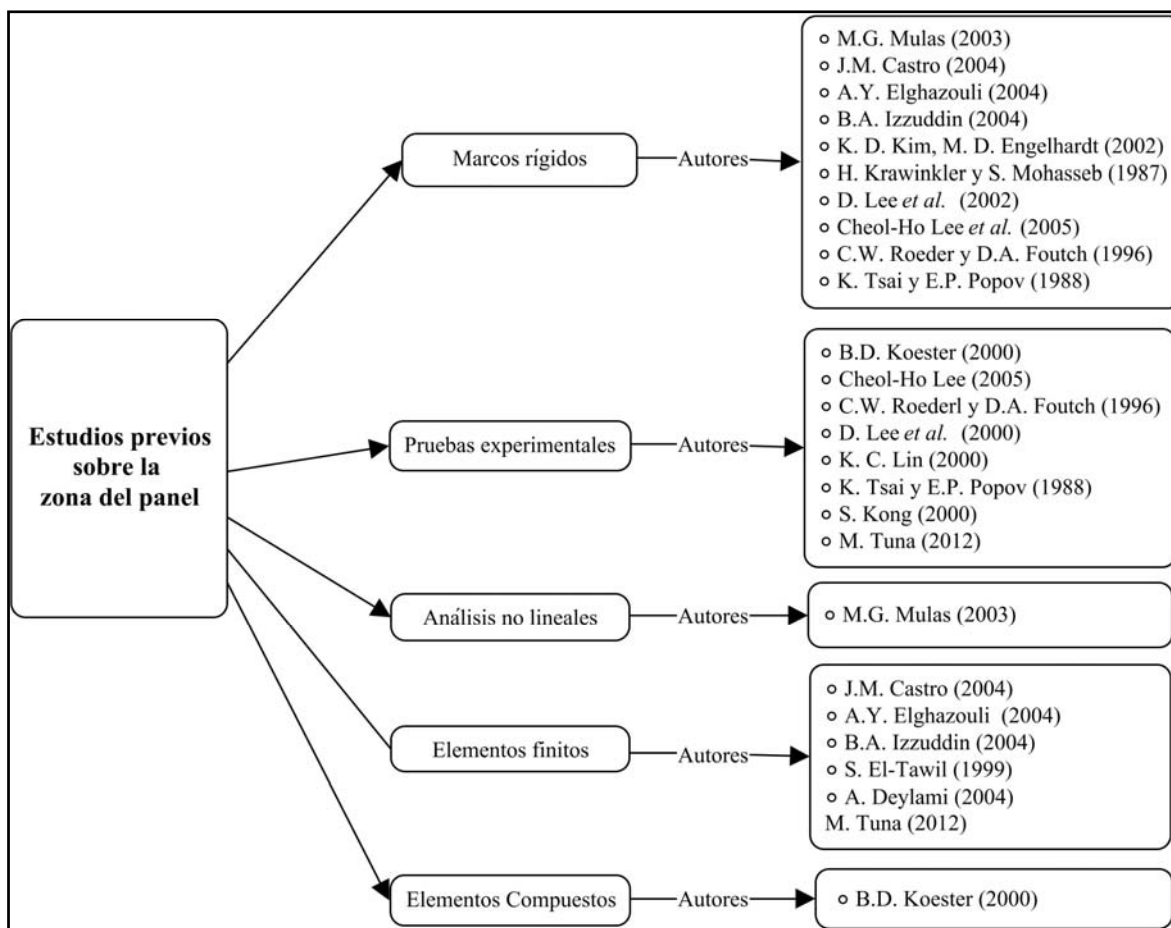 Estudios previos
sobre la
zona del panel
Marcos rígidos
Autores
° M.G. Mulas (2003)
° J.M. Castro (2004)
° A.Y. Elghazouli (2004)
° B.A. Izzuddin (2004)
° K. D. Kim, M. D. Engelhardt (2002)
° H. Krawinkler y S. Mohasseb (1987)
° D. Lee et al. (2002)
° Cheol-Ho Lee et al. (2005)
° C.W. Roeder y D.A. Foutch (1996)
° K. Tsai y E.P. Popov (1988)
Pruebas experimentales
Autores
° B.D. Koester (2000)
° Cheol-Ho Lee (2005)
° C.W. Roederl y D.A. Foutch (1996)
° D. Lee et al. (2000)
° K. C. Lin (2000)
° K. Tsai y E.P. Popov (1988)
° S. Kong (2000)
° M. Tuna (2012)
Análisis no lineales
Autores
° M.G. Mulas (2003)
Elementos finitos
Autores
° J.M. Castro (2004)
° A.Y. Elghazouli (2004)
° B.A. Izzuddin (2004)
° S. El-Tawil (1999)
° A. Deylami (2004)
M. Tuna (2012)
Elementos Compuestos
Autores
° B.D. Koester (2000)